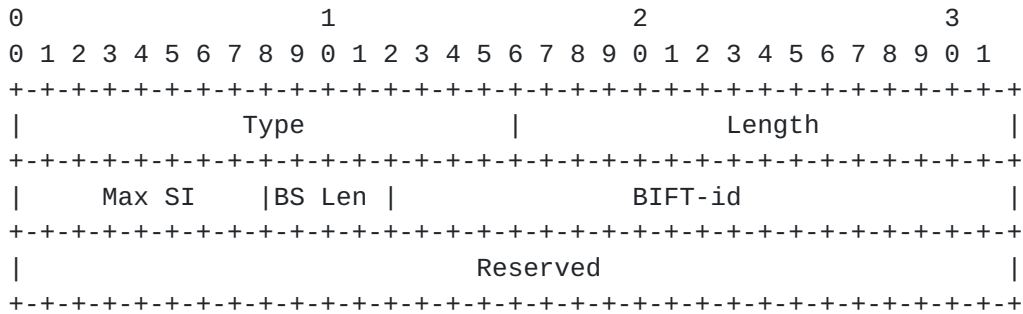 0                   1                   2                   3
0 1 2 3 4 5 6 7 8 9 0 1 2 3 4 5 6 7 8 9 0 1 2 3 4 5 6 7 8 9 0 1
+-+-+-+-+-+-+-+-+-+-+-+-+-+-+-+-+-+-+-+-+-+-+-+-+-+-+-+-+-+-+-+-+
|              Type             |             Length            |
+-+-+-+-+-+-+-+-+-+-+-+-+-+-+-+-+-+-+-+-+-+-+-+-+-+-+-+-+-+-+-+-+
|     Max SI    |BS Len |               BIFT-id                 |
+-+-+-+-+-+-+-+-+-+-+-+-+-+-+-+-+-+-+-+-+-+-+-+-+-+-+-+-+-+-+-+-+
|                             Reserved                          |
+-+-+-+-+-+-+-+-+-+-+-+-+-+-+-+-+-+-+-+-+-+-+-+-+-+-+-+-+-+-+-+-+